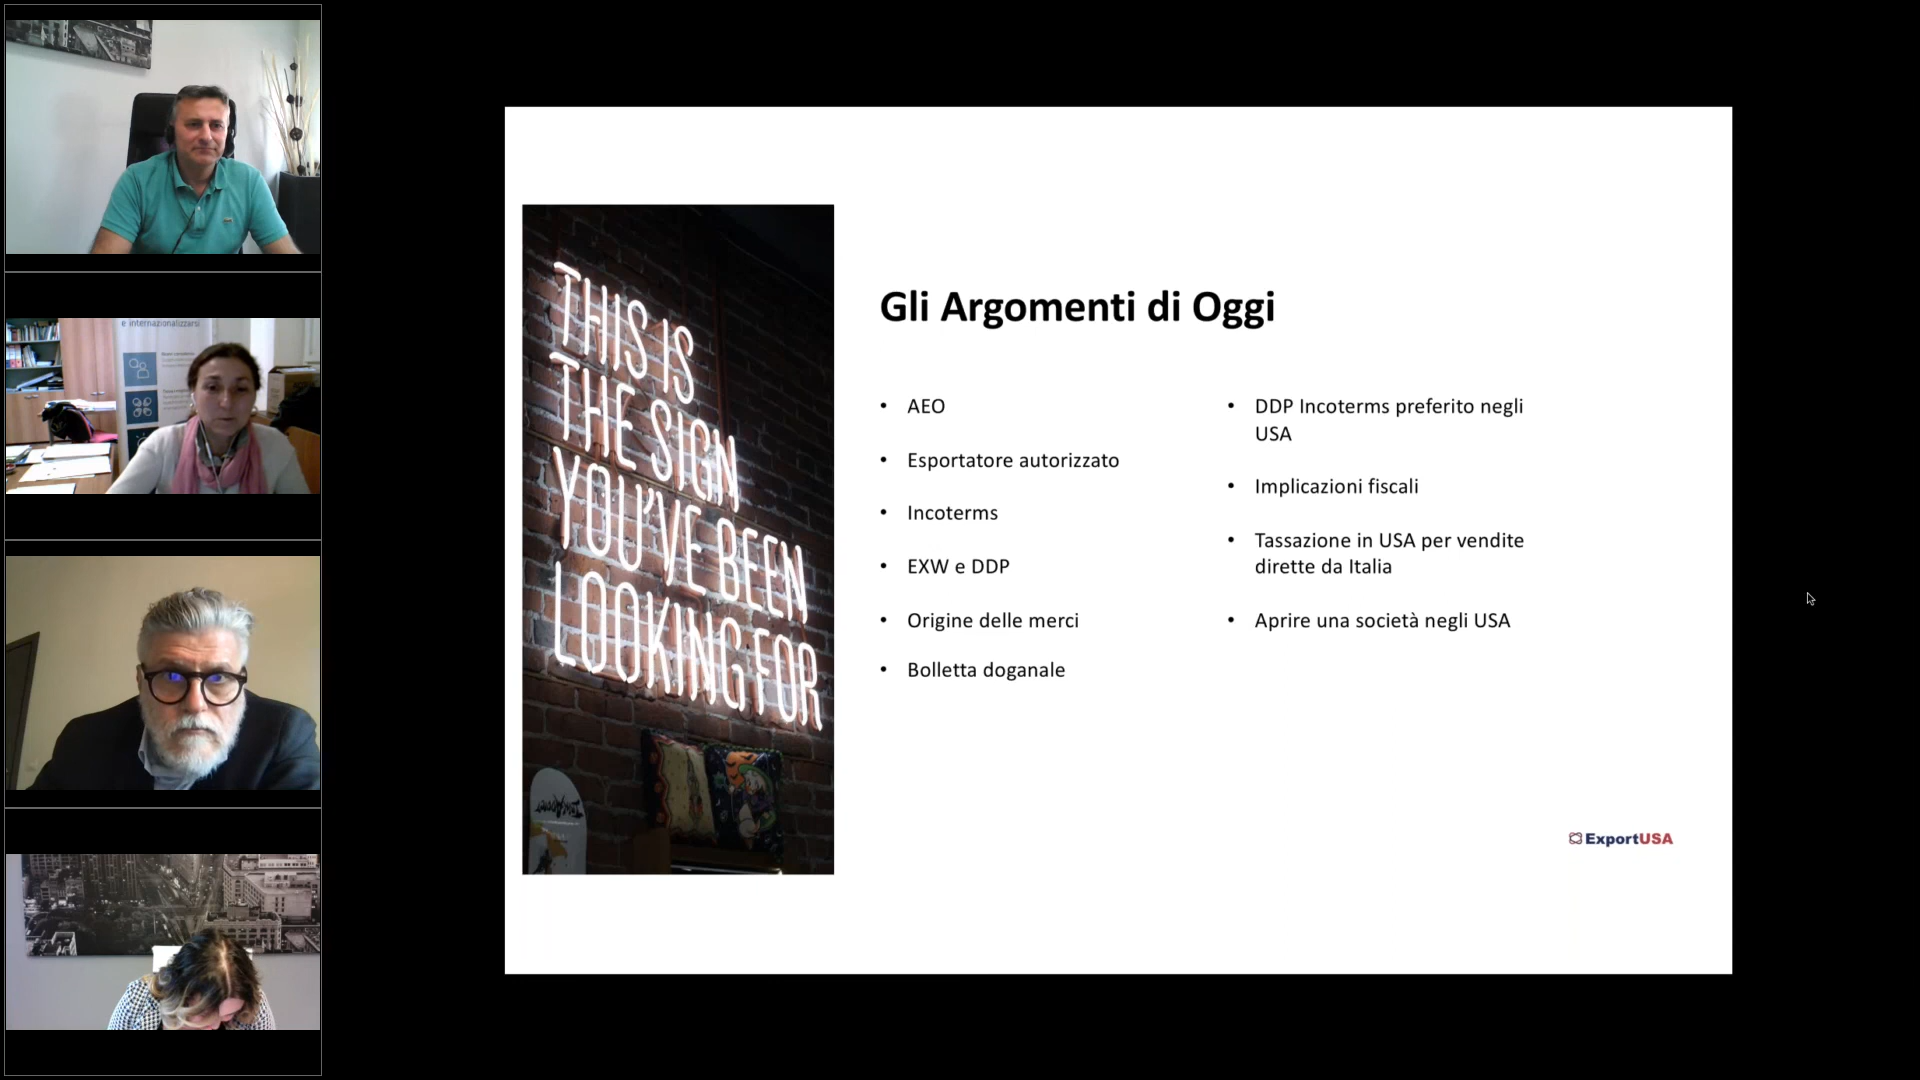 e internazionalizzarsi
THIS IS
THE SIGN
YOU'VE BEEN
LOOKING FOR
Gli Argomenti di Oggi
• AEO
• Esportatore autorizzato
• Incoterms
• EXW e DDP
• Origine delle merci
• Bolletta doganale
• DDP Incoterms preferito negli
USA
• Implicazioni fiscali
• Tassazione in USA per vendite
dirette da Italia
• Aprire una società negli USA
ExportUSA